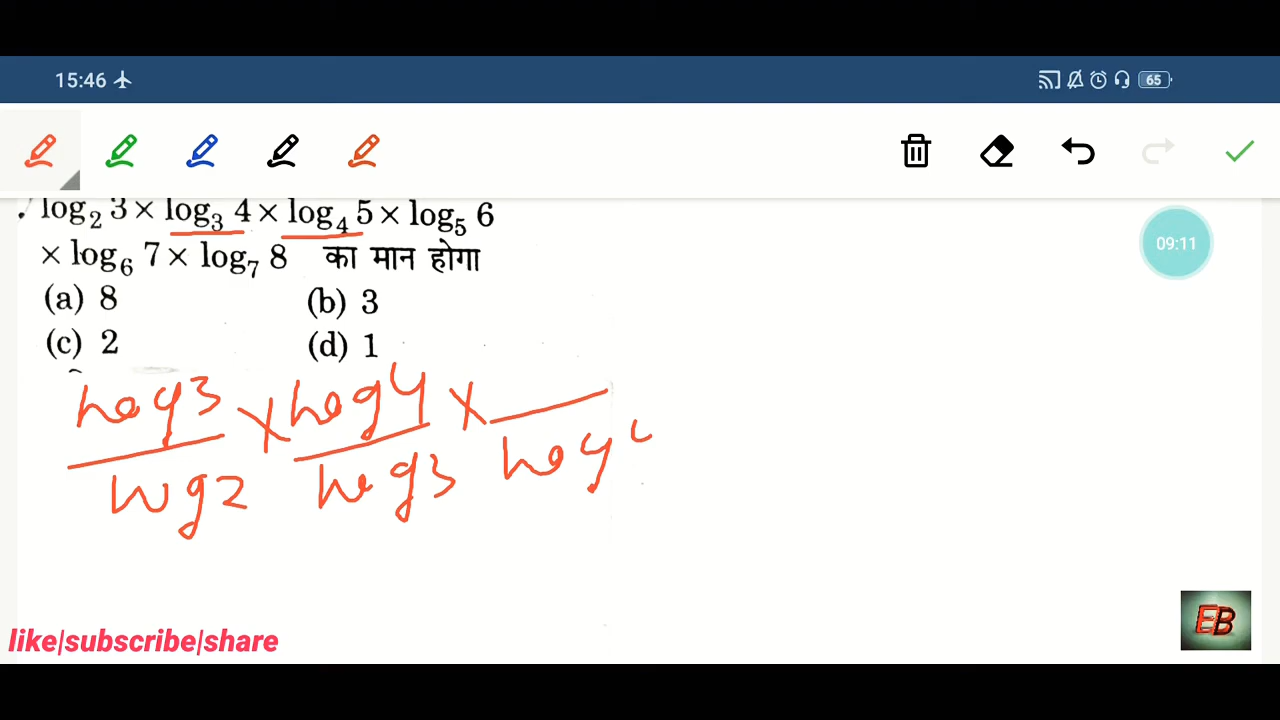 15:46
65
log₂ 3 × log₃ 4 × log₄ 5 × log₅ 6
× log₆ 7 × log₇ 8 का मान होगा
09:11
(a) 8 (b) 3
(c) 2 (d) 1
log3 × log4 ×
log2 log3 log4
EB
like|subscribe|share